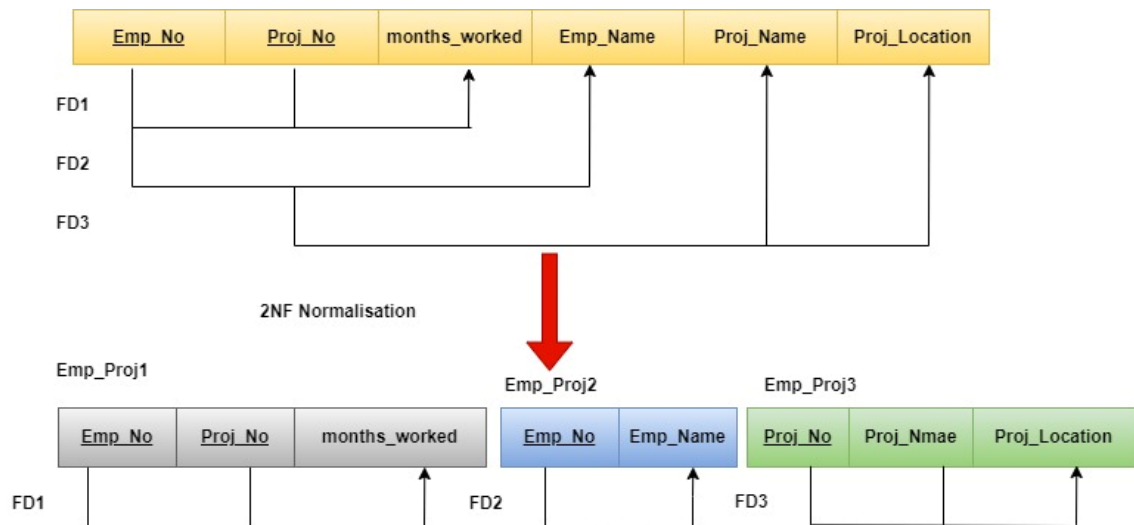 Emp_No Proj_No months_worked Emp_Name Proj_Name Proj_Location
FD1
FD2
FD3
2NF Normalisation
Emp_Proj1
Emp_Proj2
Emp_Proj3
Emp_No Proj_No months_worked
Emp_No Emp_Name
Proj_No Proj_Nmae Proj_Location
FD1
FD2
FD3